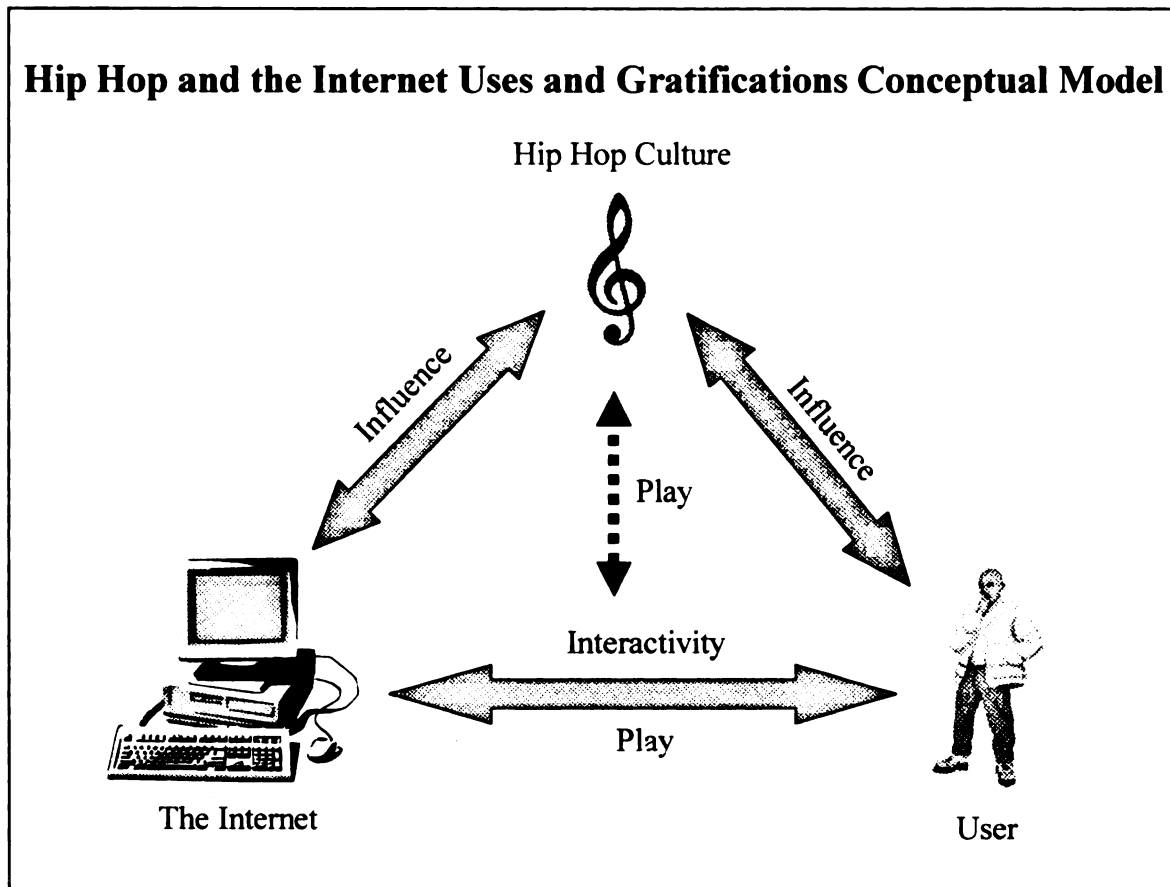 Hip Hop and the Internet Uses and Gratifications Conceptual Model
Hip Hop Culture
Influence
Influence
Play
Interactivity
Play
The Internet
User